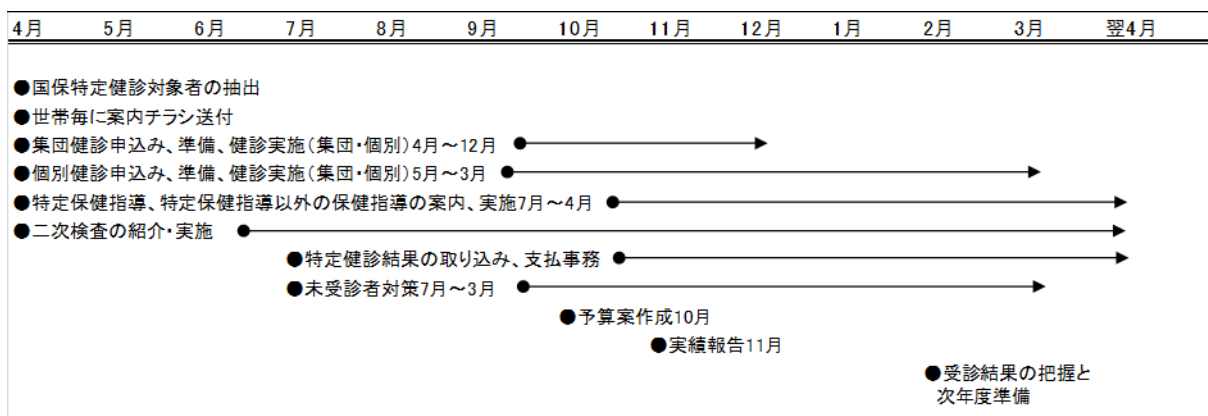 4月 5月 6月 7月 8月 9月 10月 11月 12月 1月 2月 3月 翌4月
●国保特定健診対象者の抽出
●世帯毎に案内チラシ送付
●集団健診申込み、準備、健診実施(集団・個別)4月～12月
●個別健診申込み、準備、健診実施(集団・個別)5月～3月
●特定保健指導、特定保健指導以外の保健指導の案内、実施7月～4月
●二次検査の紹介・実施
●特定健診結果の取り込み、支払事務
●未受診者対策7月～3月
●予算案作成10月
●実績報告11月
●受診結果の把握と
次年度準備